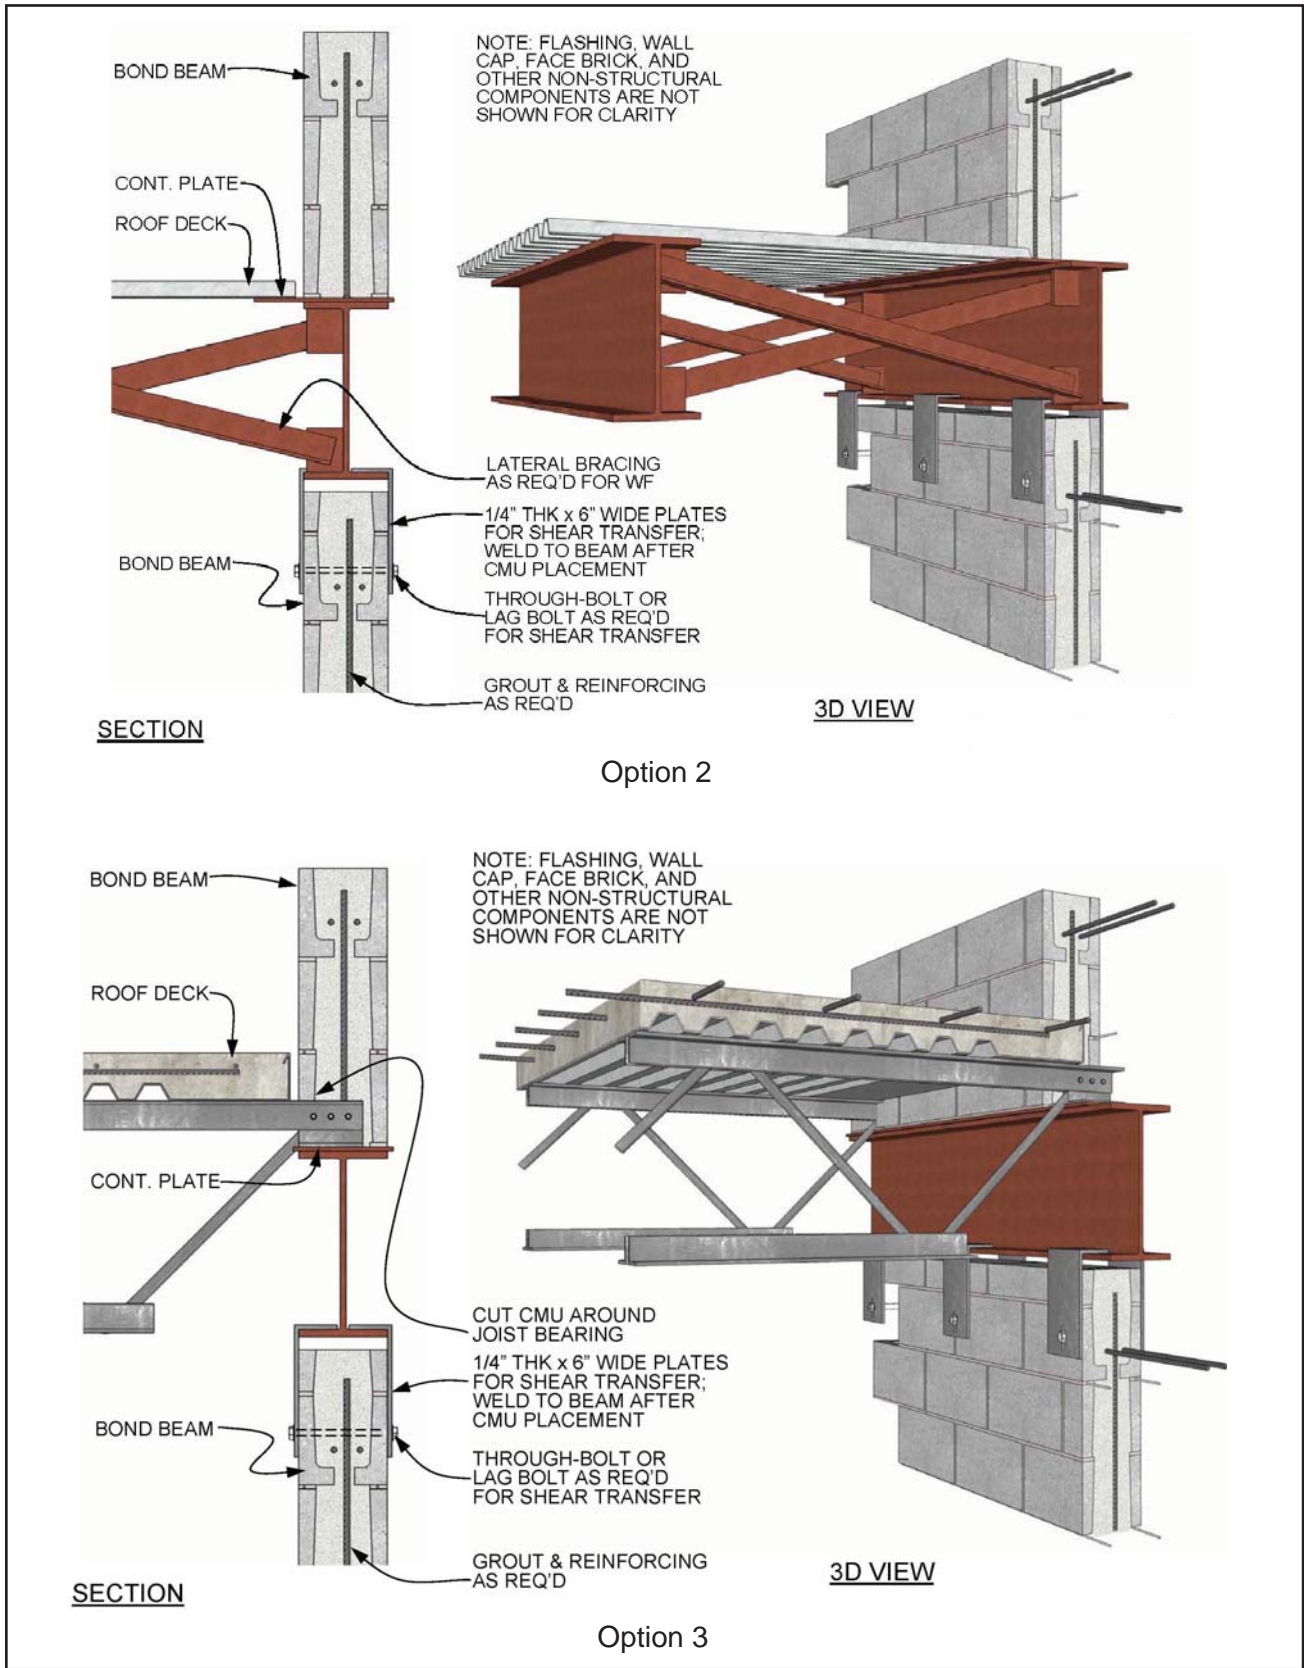 BOND BEAM
CONT. PLATE
ROOF DECK
BOND BEAM
NOTE: FLASHING, WALL
CAP, FACE BRICK, AND
OTHER NON-STRUCTURAL
COMPONENTS ARE NOT
SHOWN FOR CLARITY
LATERAL BRACING
AS REQ'D FOR WF
1/4" THK x 6" WIDE PLATES
FOR SHEAR TRANSFER;
WELD TO BEAM AFTER
CMU PLACEMENT
THROUGH-BOLT OR
LAG BOLT AS REQ'D
FOR SHEAR TRANSFER
GROUT & REINFORCING
AS REQ'D
SECTION
3D VIEW
Option 2
BOND BEAM
ROOF DECK
CONT. PLATE
BOND BEAM
NOTE: FLASHING, WALL
CAP, FACE BRICK, AND
OTHER NON-STRUCTURAL
COMPONENTS ARE NOT
SHOWN FOR CLARITY
CUT CMU AROUND
JOIST BEARING
1/4" THK x 6" WIDE PLATES
FOR SHEAR TRANSFER;
WELD TO BEAM AFTER
CMU PLACEMENT
THROUGH-BOLT OR
LAG BOLT AS REQ'D
FOR SHEAR TRANSFER
GROUT & REINFORCING
AS REQ'D
SECTION
3D VIEW
Option 3